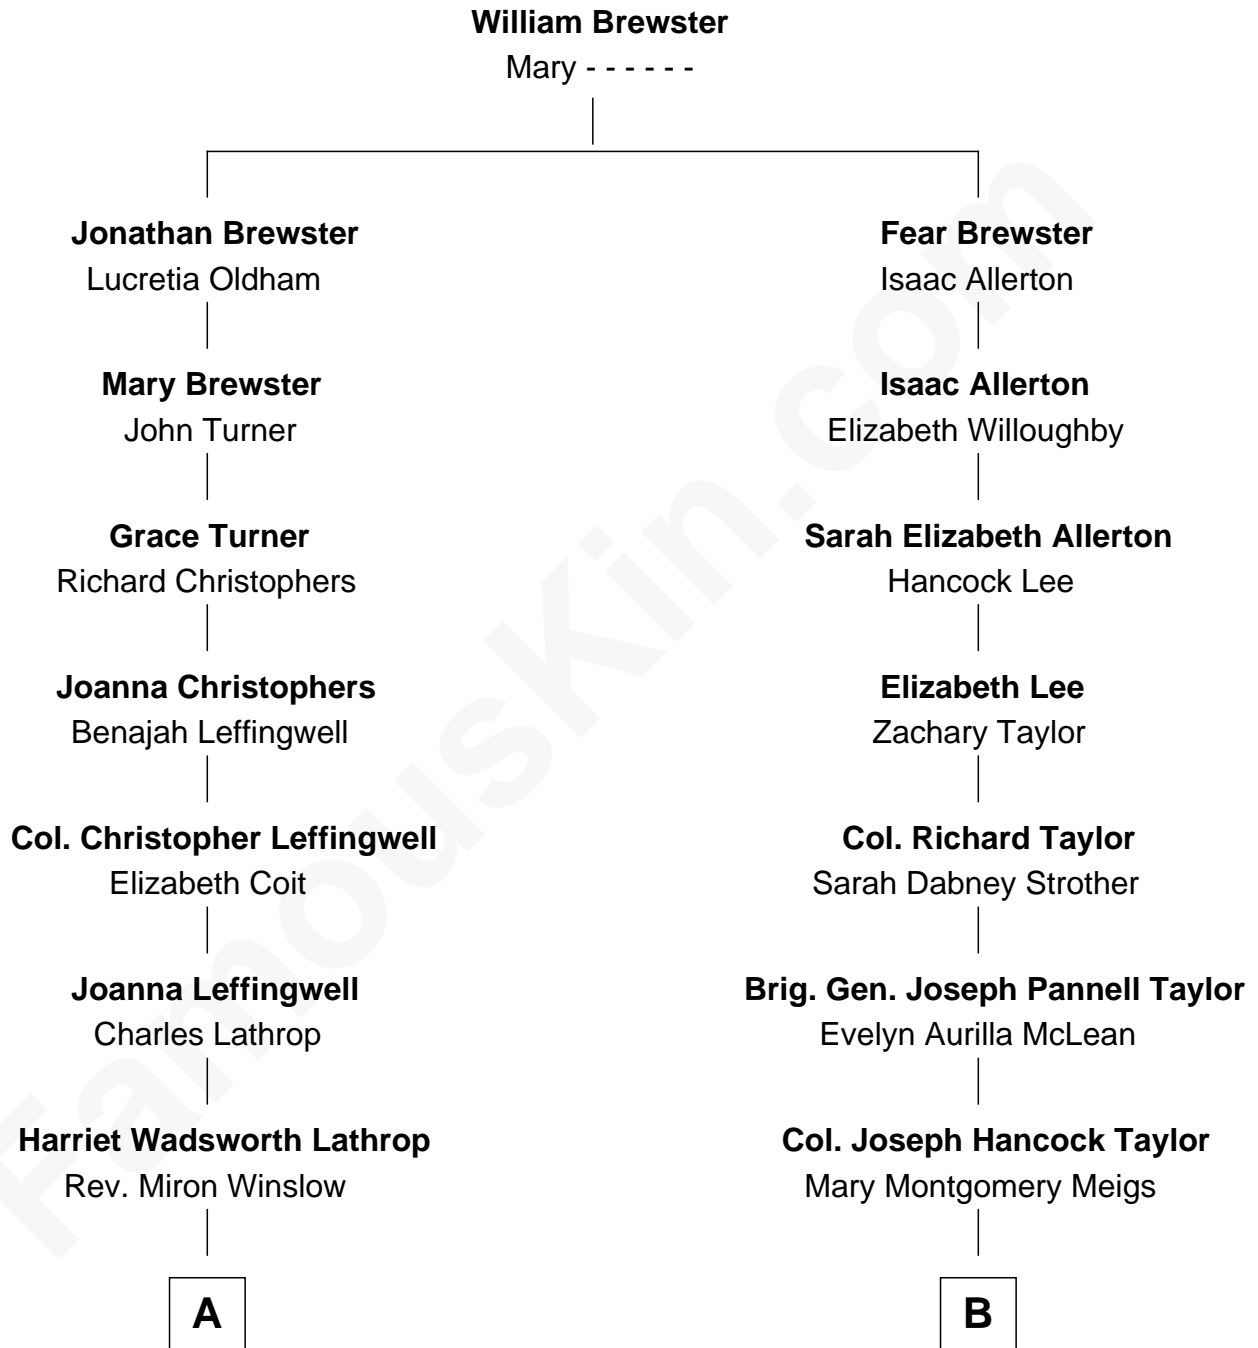 William Brewster
Mary - - - - - -
Jonathan Brewster
Lucretia Oldham
Mary Brewster
John Turner
Grace Turner
Richard Christophers
Joanna Christophers
Benajah Leffingwell
Col. Christopher Leffingwell
Elizabeth Coit
Joanna Leffingwell
Charles Lathrop
Harriet Wadsworth Lathrop
Rev. Miron Winslow
A
Fear Brewster
Isaac Allerton
Isaac Allerton
Elizabeth Willoughby
Sarah Elizabeth Allerton
Hancock Lee
Elizabeth Lee
Zachary Taylor
Col. Richard Taylor
Sarah Dabney Strother
Brig. Gen. Joseph Pannell Taylor
Evelyn Aurilla McLean
Col. Joseph Hancock Taylor
Mary Montgomery Meigs
B
FamousKin.com